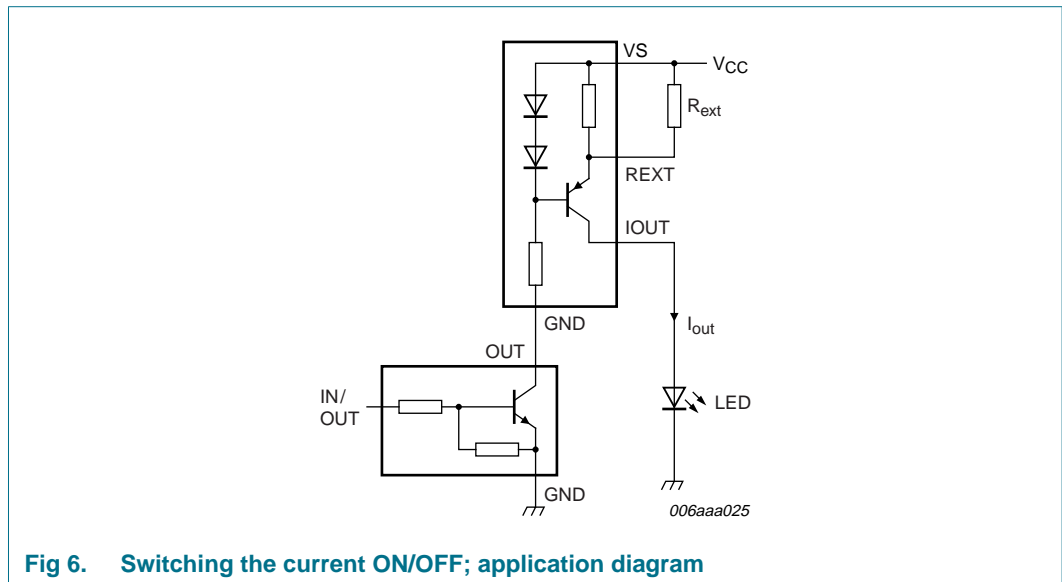 VS
VCC
Rext
REXT
IOUT
GND
Iout
OUT
IN/
OUT
LED
GND
006aaa025
Fig 6. Switching the current ON/OFF; application diagram